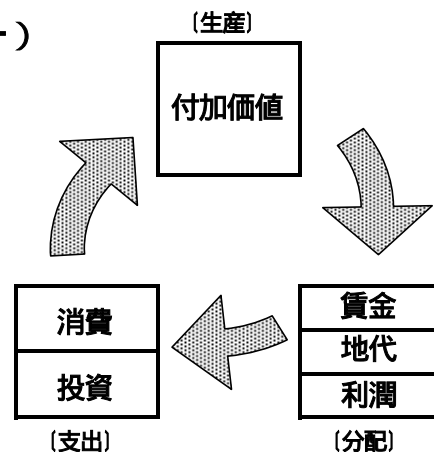 ー)
〔生産〕
付加価値
賃金
地代
利潤
〔分配〕
消費
投資
〔支出〕